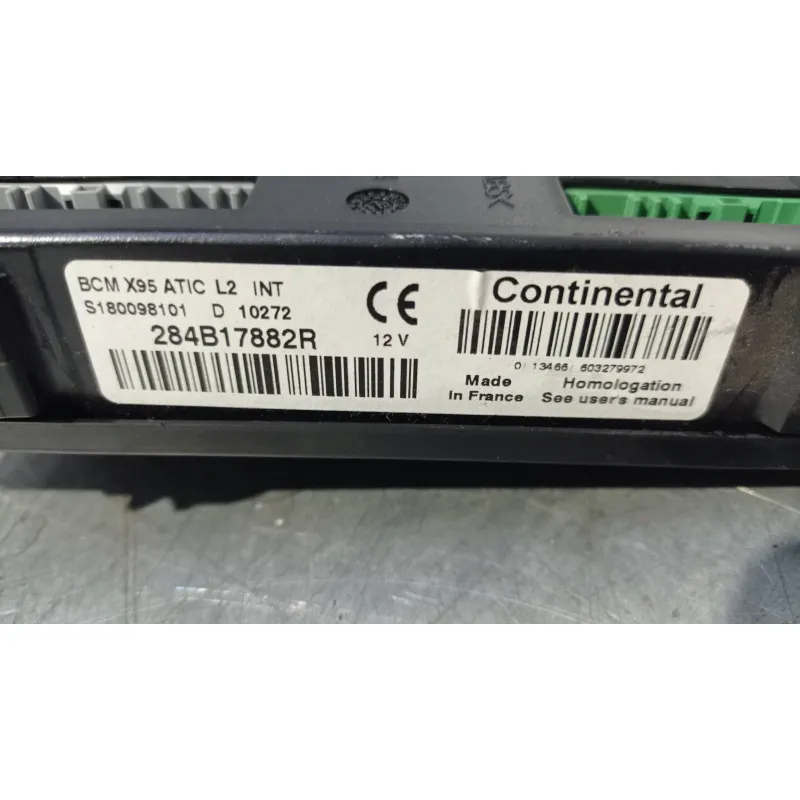 BCM X95 ATIC L2 INT
S180098101 D 10272
284B17882R
12 V
CE
Continental
0 13466 603279972
Made
In France
Homologation
See user's manual